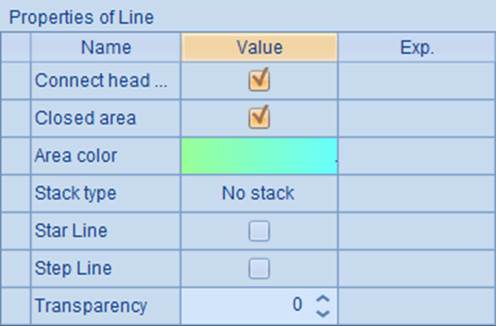 Properties of Line
Name Value Exp.
Connect head ...
Closed area
Area color
Stack type No stack
Star Line
Step Line
Transparency 0